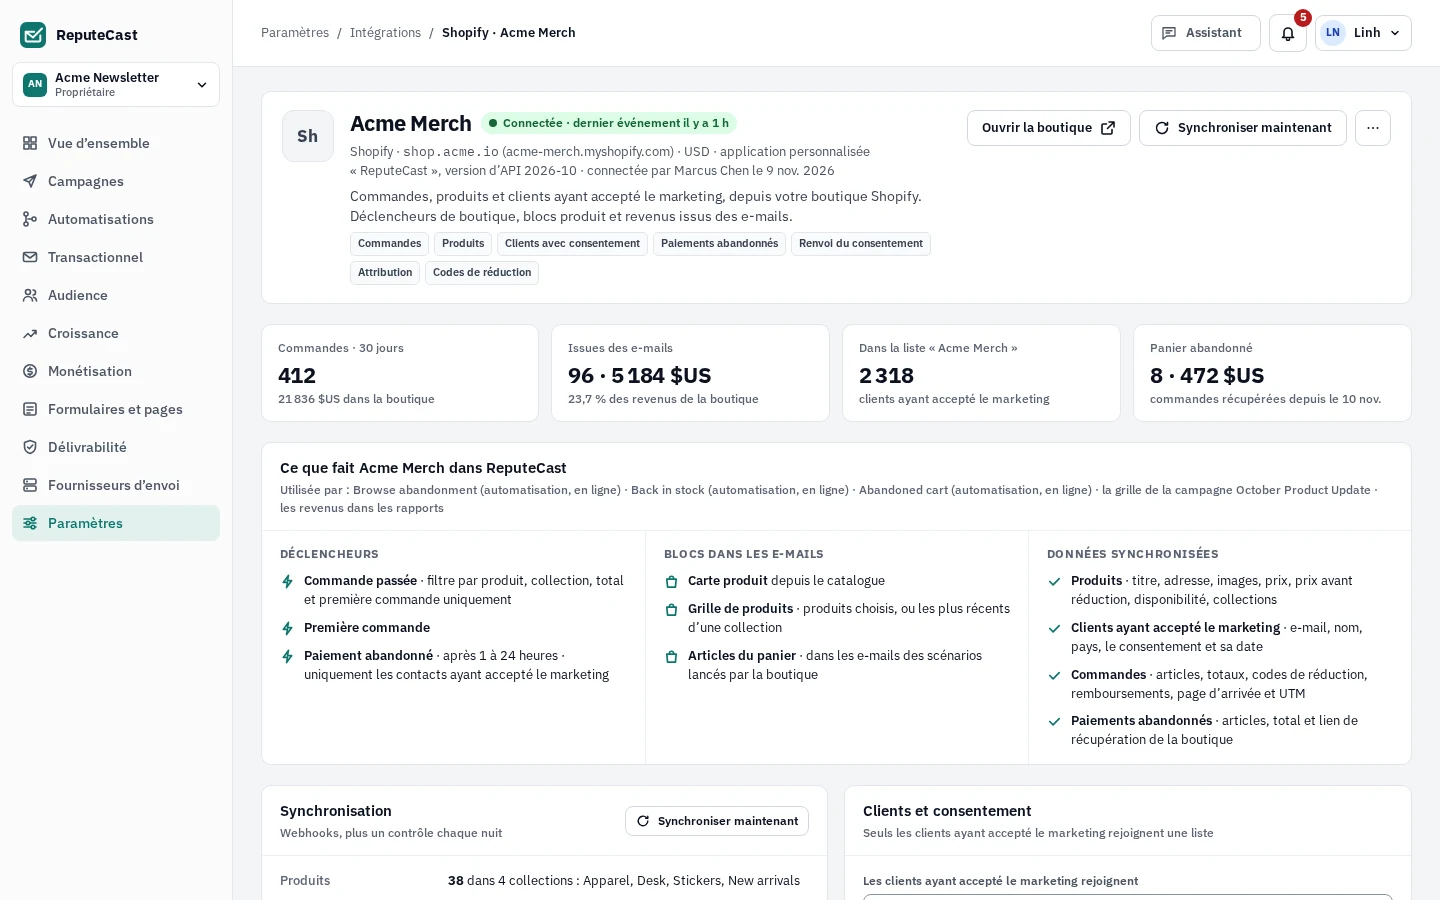 ReputeCast
AN
Acme Newsletter
Propriétaire
Vue d’ensemble
Campagnes
Automatisations
Transactionnel
Audience
Croissance
Monétisation
Formulaires et pages
Délivrabilité
Fournisseurs d’envoi
Paramètres
Paramètres / Intégrations / Shopify · Acme Merch
Assistant
5
LN
Linh
Sh
Acme Merch
Connectée · dernier événement il y a 1 h
Shopify · shop.acme.io (acme-merch.myshopify.com) · USD · application personnalisée
« ReputeCast », version d’API 2026-10 · connectée par Marcus Chen le 9 nov. 2026
Commandes, produits et clients ayant accepté le marketing, depuis votre boutique Shopify.
Déclencheurs de boutique, blocs produit et revenus issus des e-mails.
Commandes
Produits
Clients avec consentement
Paiements abandonnés
Renvoi du consentement
Attribution
Codes de réduction
Ouvrir la boutique
Synchroniser maintenant
...
Commandes · 30 jours
412
21 836 $US dans la boutique
Issues des e-mails
96 · 5 184 $US
23,7 % des revenus de la boutique
Dans la liste « Acme Merch »
2 318
clients ayant accepté le marketing
Panier abandonné
8 · 472 $US
commandes récupérées depuis le 10 nov.
Ce que fait Acme Merch dans ReputeCast
Utilisée par : Browse abandonment (automatisation, en ligne) · Back in stock (automatisation, en ligne) · Abandoned cart (automatisation, en ligne) · la grille de la campagne October Product Update ·
les revenus dans les rapports
DÉCLENCHEURS
Commande passée · filtre par produit, collection, total
et première commande uniquement
Première commande
Paiement abandonné · après 1 à 24 heures ·
uniquement les contacts ayant accepté le marketing
BLOCS DANS LES E-MAILS
Carte produit depuis le catalogue
Grille de produits · produits choisis, ou les plus récents
d’une collection
Articles du panier · dans les e-mails des scénarios
lancés par la boutique
DONNÉES SYNCHRONISÉES
Produits · titre, adresse, images, prix, prix avant
réduction, disponibilité, collections
Clients ayant accepté le marketing · e-mail, nom,
pays, le consentement et sa date
Commandes · articles, totaux, codes de réduction,
remboursements, page d’arrivée et UTM
Paiements abandonnés · articles, total et lien de
récupération de la boutique
Synchronisation
Webhooks, plus un contrôle chaque nuit
Synchroniser maintenant
Produits
38 dans 4 collections : Apparel, Desk, Stickers, New arrivals
Clients et consentement
Seuls les clients ayant accepté le marketing rejoignent une liste
Les clients ayant accepté le marketing rejoignent